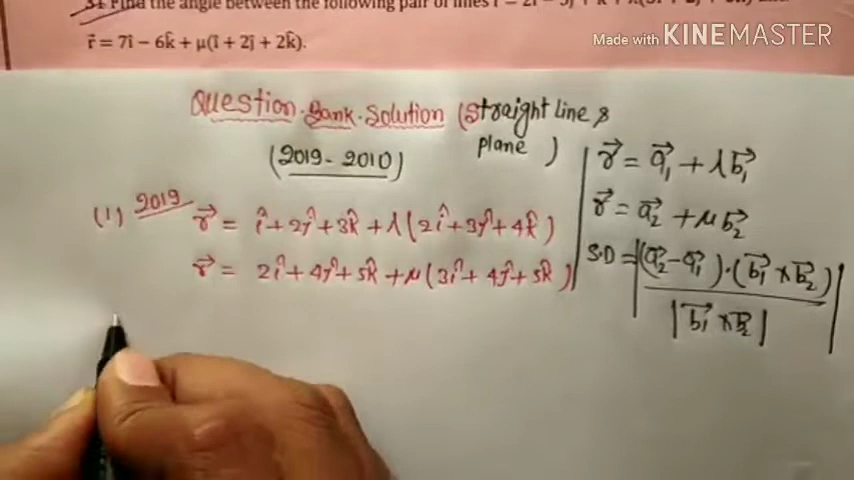 Find the angle between the following pair of lines
r⃗ = 7î − 6k̂ + μ(î + 2ĵ + 2k̂).
Made with KINEMASTER
Question Bank Solution (Straight Line &
plane )
(2019 - 2010)
(1) 2019 r⃗ = î + 2ĵ + 3k̂ + λ(2î + 3ĵ + 4k̂)
r⃗ = 2î + 4ĵ + 5k̂ + μ(3î + 4ĵ + 5k̂)
r⃗ = a⃗₁ + λb⃗₁
r⃗ = a⃗₂ + μb⃗₂
S.D = |(a⃗₂ − a⃗₁)·(b⃗₁ × b⃗₂)|
|b⃗₁ × b⃗₂|